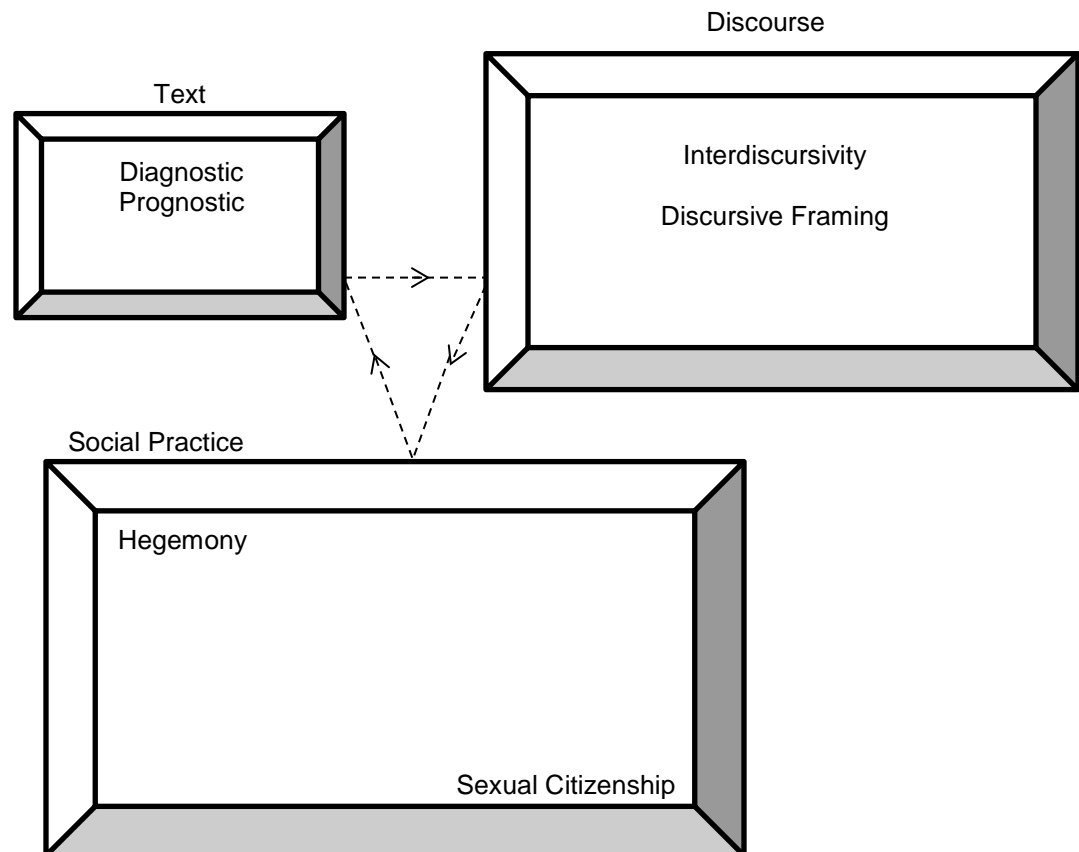 Discourse
Text
Diagnostic
Prognostic
Interdiscursivity
Discursive Framing
Social Practice
Hegemony
Sexual Citizenship